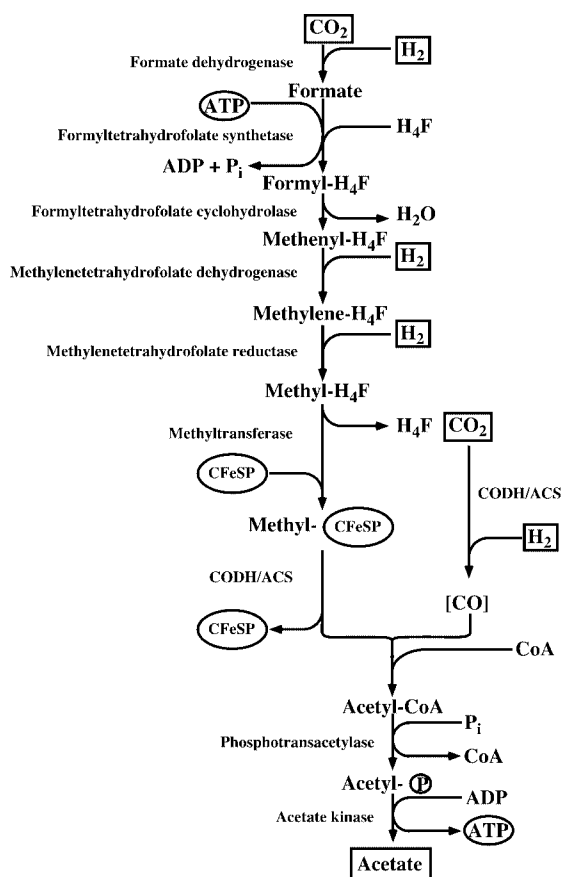 CO2
H2
Formate dehydrogenase
Formate
ATP
Formyltetrahydrofolate synthetase
H4F
ADP + Pi
Formyl-H4F
Formyltetrahydrofolate cyclohydrolase
H2O
Methenyl-H4F
H2
Methylenetetrahydrofolate dehydrogenase
Methylene-H4F
H2
Methylenetetrahydrofolate reductase
Methyl-H4F
H4F
CO2
Methyltransferase
CFeSP
CODH/ACS
Methyl- CFeSP
H2
CODH/ACS
[CO]
CFeSP
CoA
Acetyl-CoA
Pi
Phosphotransacetylase
CoA
Acetyl- P
ADP
Acetate kinase
ATP
Acetate